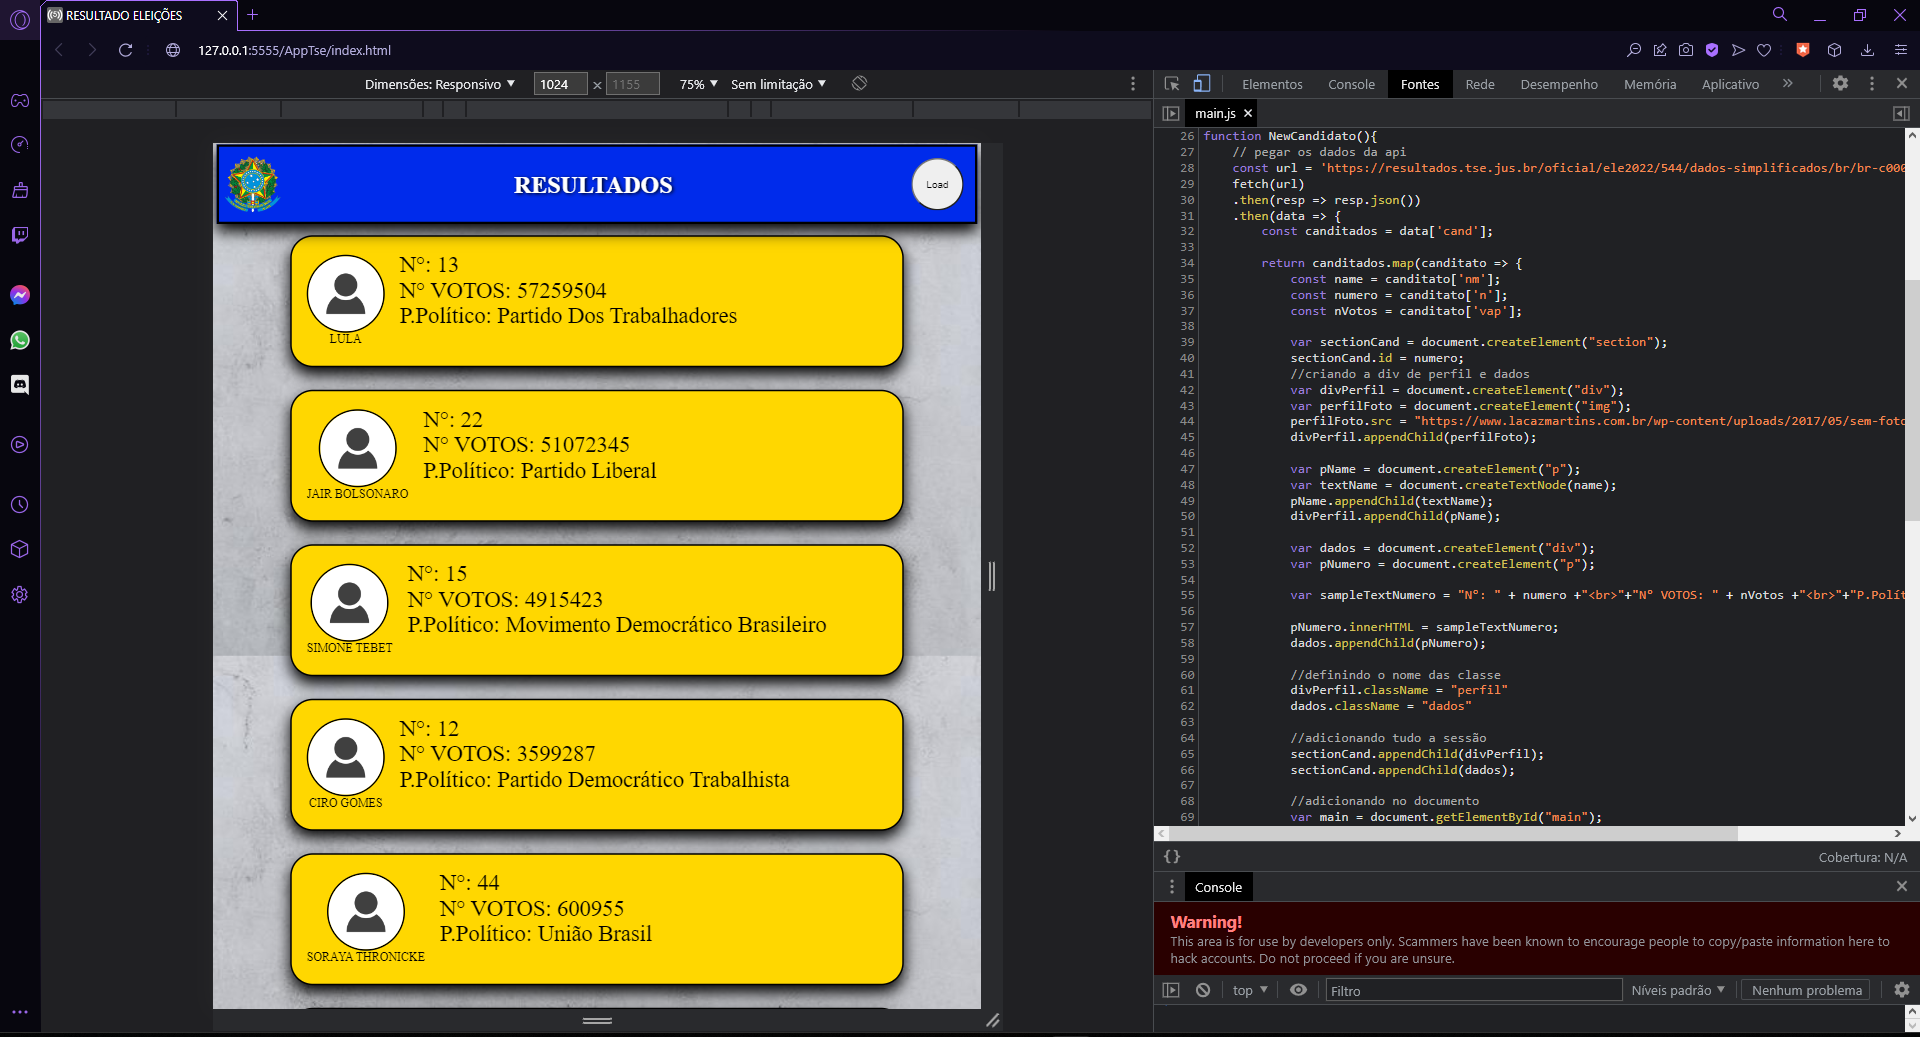 RESULTADO ELEIÇÕES
127.0.0.1:5555/AppTse/index.html
Dimensões: Responsivo
1024 × 1155
75%
Sem limitação
RESULTADOS
Load
N°: 13
N° VOTOS: 57259504
P.Político: Partido Dos Trabalhadores
LULA
N°: 22
N° VOTOS: 51072345
P.Político: Partido Liberal
JAIR BOLSONARO
N°: 15
N° VOTOS: 4915423
P.Político: Movimento Democrático Brasileiro
SIMONE TEBET
N°: 12
N° VOTOS: 3599287
P.Político: Partido Democrático Trabalhista
CIRO GOMES
N°: 44
N° VOTOS: 600955
P.Político: União Brasil
SORAYA THRONICKE
Elementos Console Fontes Rede Desempenho Memória Aplicativo
main.js
26 function NewCandidato(){
27 // pegar os dados da api
28 const url = 'https://resultados.tse.jus.br/oficial/ele2022/544/dados-simplificados/br/br-c000
29 fetch(url)
30 .then(resp => resp.json())
31 .then(data => {
32 const canditados = data['cand'];
33
34 return canditados.map(canditato => {
35 const name = canditato['nm'];
36 const numero = canditato['n'];
37 const nVotos = canditato['vap'];
38
39 var sectionCand = document.createElement("section");
40 sectionCand.id = numero;
41 //criando a div de perfil e dados
42 var divPerfil = document.createElement("div");
43 var perfilFoto = document.createElement("img");
44 perfilFoto.src = "https://www.lacazmartins.com.br/wp-content/uploads/2017/05/sem-foto
45 divPerfil.appendChild(perfilFoto);
46
47 var pName = document.createElement("p");
48 var textName = document.createTextNode(name);
49 pName.appendChild(textName);
50 divPerfil.appendChild(pName);
51
52 var dados = document.createElement("div");
53 var pNumero = document.createElement("p");
54
55 var sampleTextNumero = "N°: " + numero +"<br>"+"N° VOTOS: " + nVotos +"<br>"+"P.Polít
56
57 pNumero.innerHTML = sampleTextNumero;
58 dados.appendChild(pNumero);
59
60 //definindo o nome das classe
61 divPerfil.className = "perfil"
62 dados.className = "dados"
63
64 //adicionando tudo a sessão
65 sectionCand.appendChild(divPerfil);
66 sectionCand.appendChild(dados);
67
68 //adicionando no documento
69 var main = document.getElementById("main");
{} Cobertura: N/A
Console
Warning!
This area is for use by developers only. Scammers have been known to encourage people to copy/paste information here to
hack accounts. Do not proceed if you are unsure.
top Filtro Níveis padrão Nenhum problema